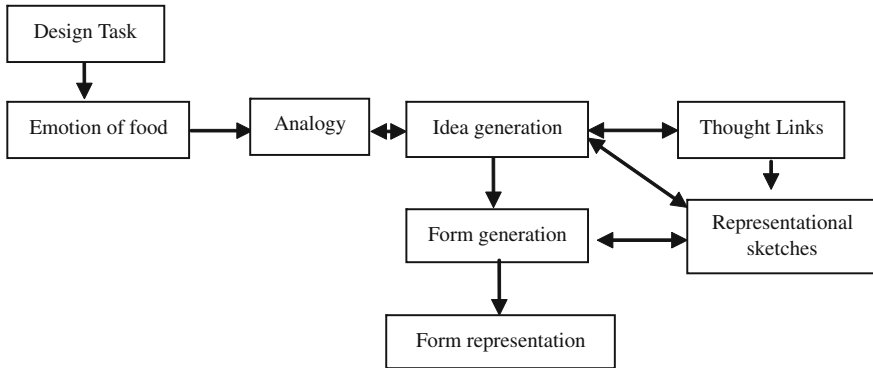 Design Task
Emotion of food
Analogy
Idea generation
Thought Links
Form generation
Representational
sketches
Form representation